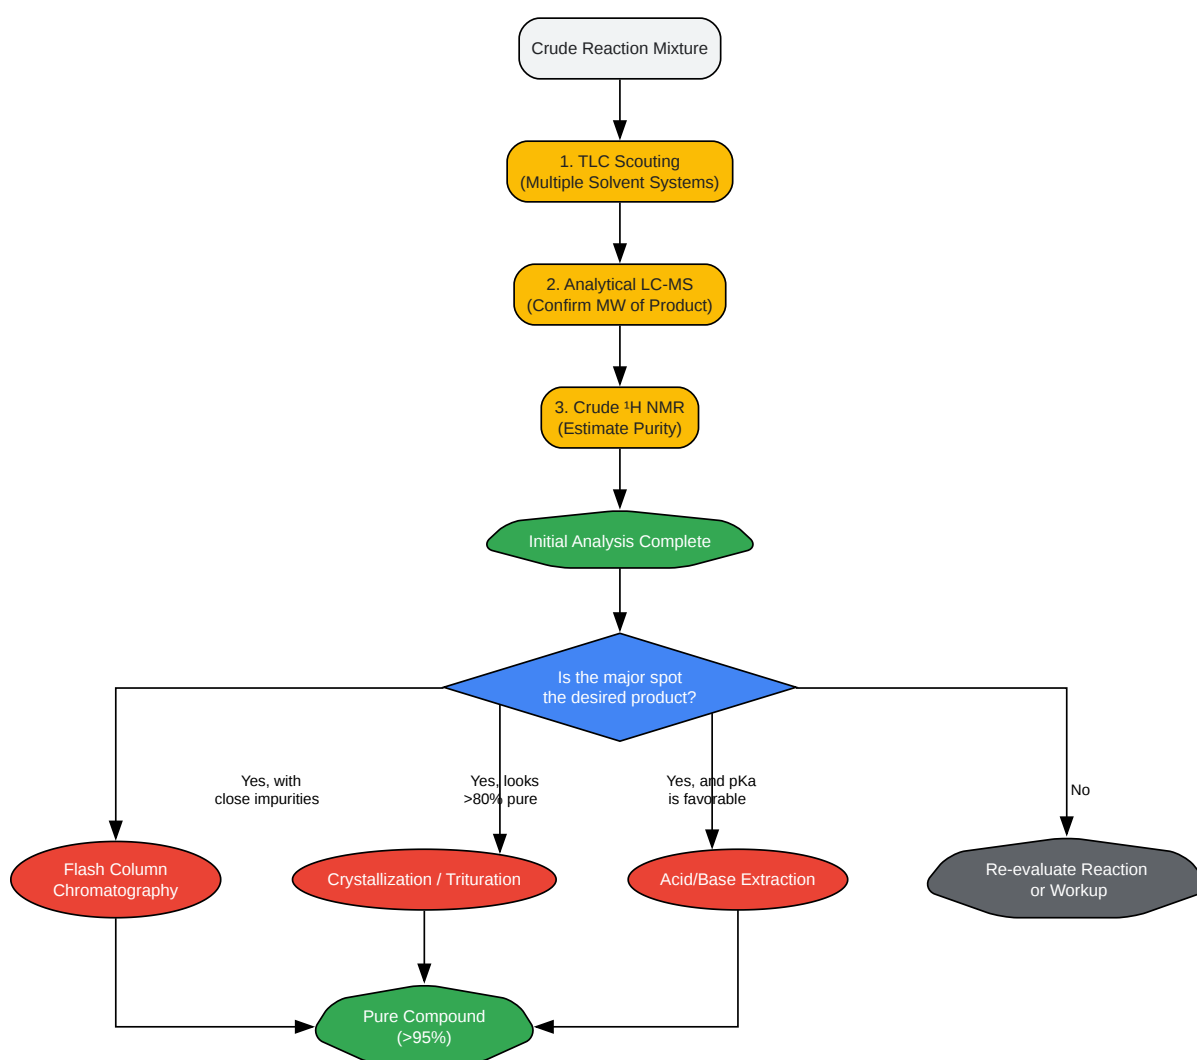 Crude Reaction Mixture
1. TLC Scouting
(Multiple Solvent Systems)
2. Analytical LC-MS
(Confirm MW of Product)
3. Crude ¹H NMR
(Estimate Purity)
Initial Analysis Complete
Is the major spot
the desired product?
Yes, with
close impurities
Yes, looks
>80% pure
Yes, and pKa
is favorable
No
Flash Column
Chromatography
Crystallization / Trituration
Acid/Base Extraction
Re-evaluate Reaction
or Workup
Pure Compound
(>95%)